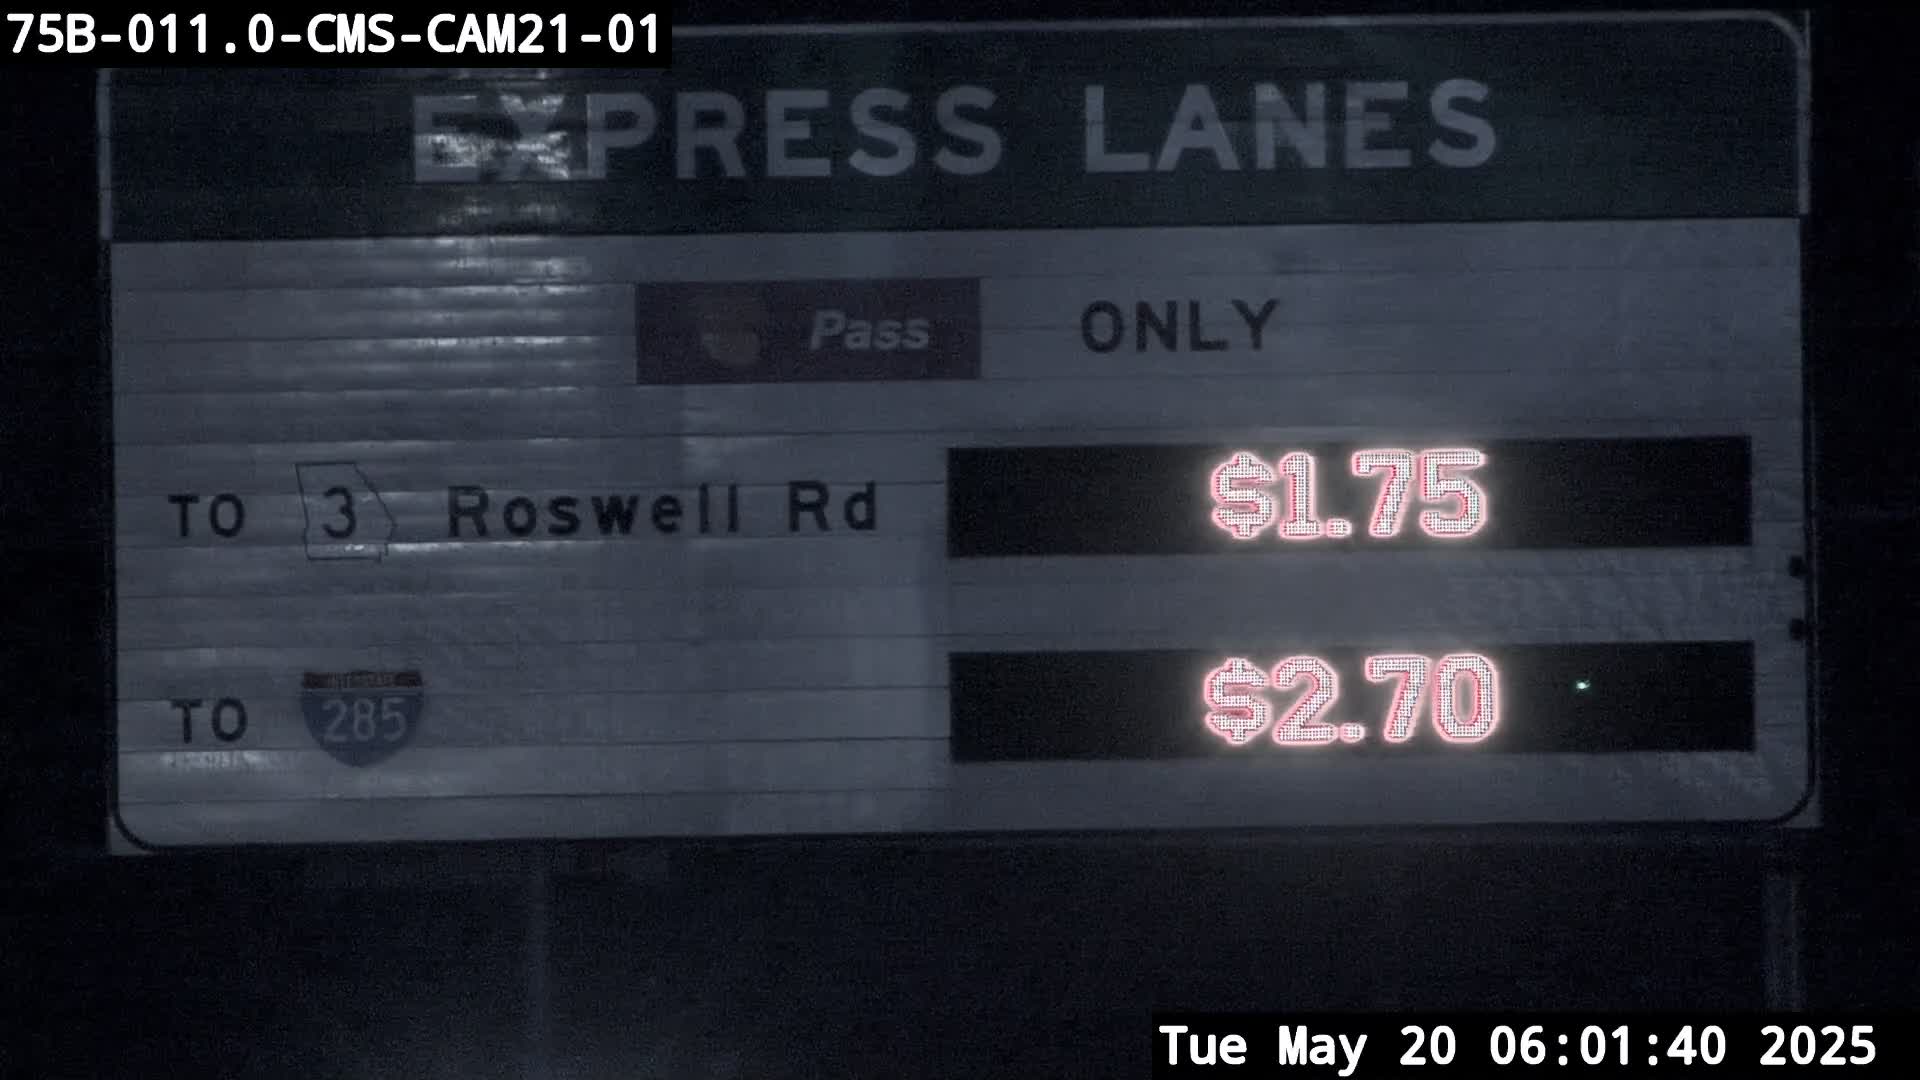 75B-011.0-CMS-CAM21-01
EXPRESS LANES
Pass ONLY
TO 3 Roswell Rd $1.75
INTERSTATE
TO 285 $2.70
Tue May 20 06:01:40 2025